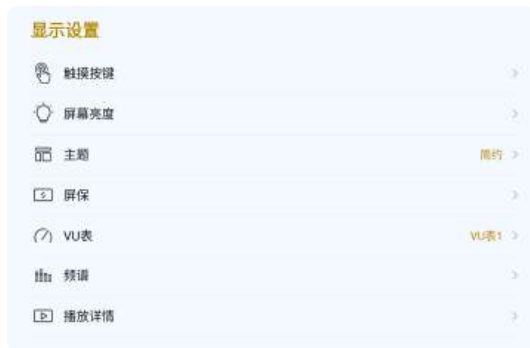 显示设置
触摸按键
屏幕亮度
主题 简约
屏保
VU表 VU表1
频谱
播放详情